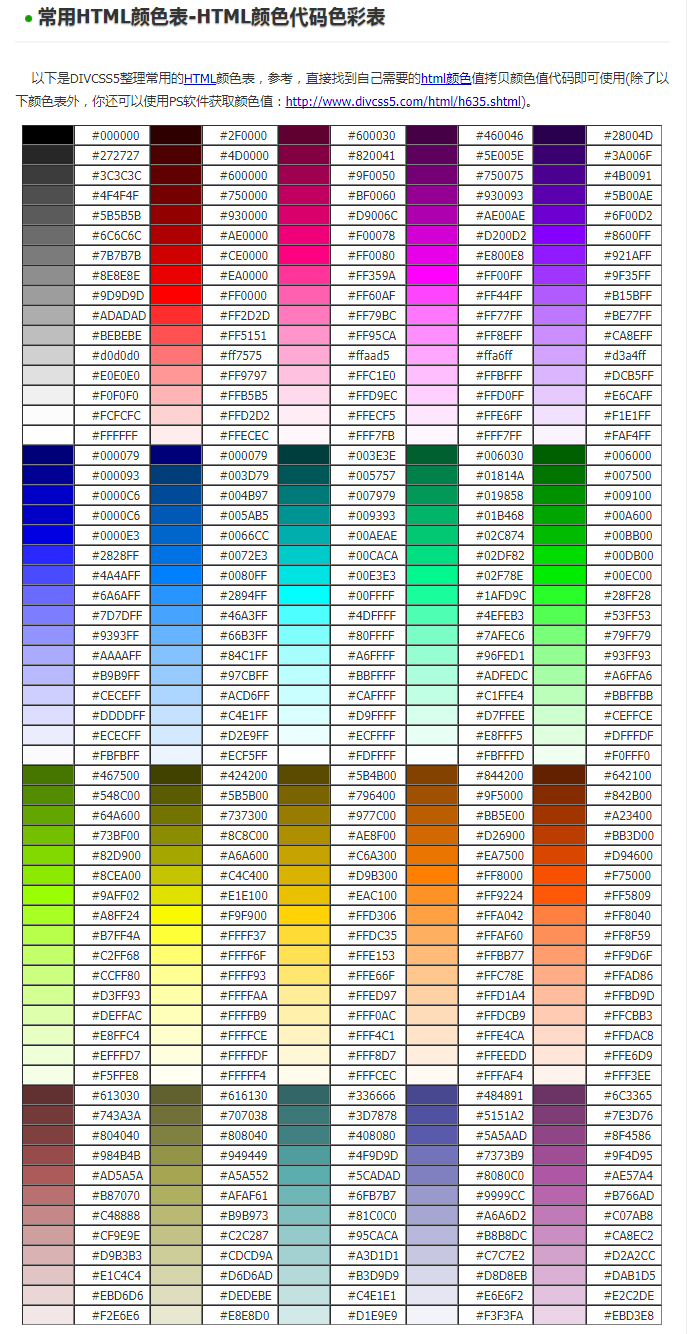 常用HTML颜色表-HTML颜色代码色彩表
以下是DIVCSS5整理常用的HTML颜色表，参考，直接找到自己需要的html颜色值拷贝颜色值代码即可使用(除了以
下颜色表外，你还可以使用PS软件获取颜色值：http://www.divcss5.com/html/h635.shtml)。
#000000 #2F0000 #600030 #460046 #28004D
#272727 #4D0000 #820041 #5E005E #3A006F
#3C3C3C #600000 #9F0050 #750075 #4B0091
#4F4F4F #750000 #BF0060 #930093 #5B00AE
#5B5B5B #930000 #D9006C #AE00AE #6F00D2
#6C6C6C #AE0000 #F00078 #D200D2 #8600FF
#7B7B7B #CE0000 #FF0080 #E800E8 #921AFF
#8E8E8E #EA0000 #FF359A #FF00FF #9F35FF
#9D9D9D #FF0000 #FF60AF #FF44FF #B15BFF
#ADADAD #FF2D2D #FF79BC #FF77FF #BE77FF
#BEBEBE #FF5151 #FF95CA #FF8EFF #CA8EFF
#d0d0d0 #ff7575 #ffaad5 #ffa6ff #d3a4ff
#E0E0E0 #FF9797 #FFC1E0 #FFBFFF #DCB5FF
#F0F0F0 #FFB5B5 #FFD9EC #FFD0FF #E6CAFF
#FCFCFC #FFD2D2 #FFECF5 #FFE6FF #F1E1FF
#FFFFFF #FFECEC #FFF7FB #FFF7FF #FAF4FF
#000079 #000079 #003E3E #006030 #006000
#000093 #003D79 #005757 #01814A #007500
#0000C6 #004B97 #007979 #019858 #009100
#0000C6 #005AB5 #009393 #01B468 #00A600
#0000E3 #0066CC #00AEAE #02C874 #00BB00
#2828FF #0072E3 #00CACA #02DF82 #00DB00
#4A4AFF #0080FF #00E3E3 #02F78E #00EC00
#6A6AFF #2894FF #00FFFF #1AFD9C #28FF28
#7D7DFF #46A3FF #4DFFFF #4EFEB3 #53FF53
#9393FF #66B3FF #80FFFF #7AFEC6 #79FF79
#AAAAFF #84C1FF #A6FFFF #96FED1 #93FF93
#B9B9FF #97CBFF #BBFFFF #ADFEDC #A6FFA6
#CECEFF #ACD6FF #CAFFFF #C1FFE4 #BBFFBB
#DDDDFF #C4E1FF #D9FFFF #D7FFEE #CEFFCE
#ECECFF #D2E9FF #ECFFFF #E8FFF5 #DFFFDF
#FBFBFF #ECF5FF #FDFFFF #FBFFFD #F0FFF0
#467500 #424200 #5B4B00 #844200 #642100
#548C00 #5B5B00 #796400 #9F5000 #842B00
#64A600 #737300 #977C00 #BB5E00 #A23400
#73BF00 #8C8C00 #AE8F00 #D26900 #BB3D00
#82D900 #A6A600 #C6A300 #EA7500 #D94600
#8CEA00 #C4C400 #D9B300 #FF8000 #F75000
#9AFF02 #E1E100 #EAC100 #FF9224 #FF5809
#A8FF24 #F9F900 #FFD306 #FFA042 #FF8040
#B7FF4A #FFFF37 #FFDC35 #FFAF60 #FF8F59
#C2FF68 #FFFF6F #FFE153 #FFBB77 #FF9D6F
#CCFF80 #FFFF93 #FFE66F #FFC78E #FFAD86
#D3FF93 #FFFFAA #FFED97 #FFD1A4 #FFBD9D
#DEFFAC #FFFFB9 #FFF0AC #FFDCB9 #FFCBB3
#E8FFC4 #FFFFCE #FFF4C1 #FFE4CA #FFDAC8
#EFFFD7 #FFFFDF #FFF8D7 #FFEEDD #FFE6D9
#F5FFE8 #FFFFF4 #FFFCEC #FFFAF4 #FFF3EE
#613030 #616130 #336666 #484891 #6C3365
#743A3A #707038 #3D7878 #5151A2 #7E3D76
#804040 #808040 #408080 #5A5AAD #8F4586
#984B4B #949449 #4F9D9D #7373B9 #9F4D95
#AD5A5A #A5A552 #5CADAD #8080C0 #AE57A4
#B87070 #AFAF61 #6FB7B7 #9999CC #B766AD
#C48888 #B9B973 #81C0C0 #A6A6D2 #C07AB8
#CF9E9E #C2C287 #95CACA #B8B8DC #CA8EC2
#D9B3B3 #CDCD9A #A3D1D1 #C7C7E2 #D2A2CC
#E1C4C4 #D6D6AD #B3D9D9 #D8D8EB #DAB1D5
#EBD6D6 #DEDEBE #C4E1E1 #E6E6F2 #E2C2DE
#F2E6E6 #E8E8D0 #D1E9E9 #F3F3FA #EBD3E8